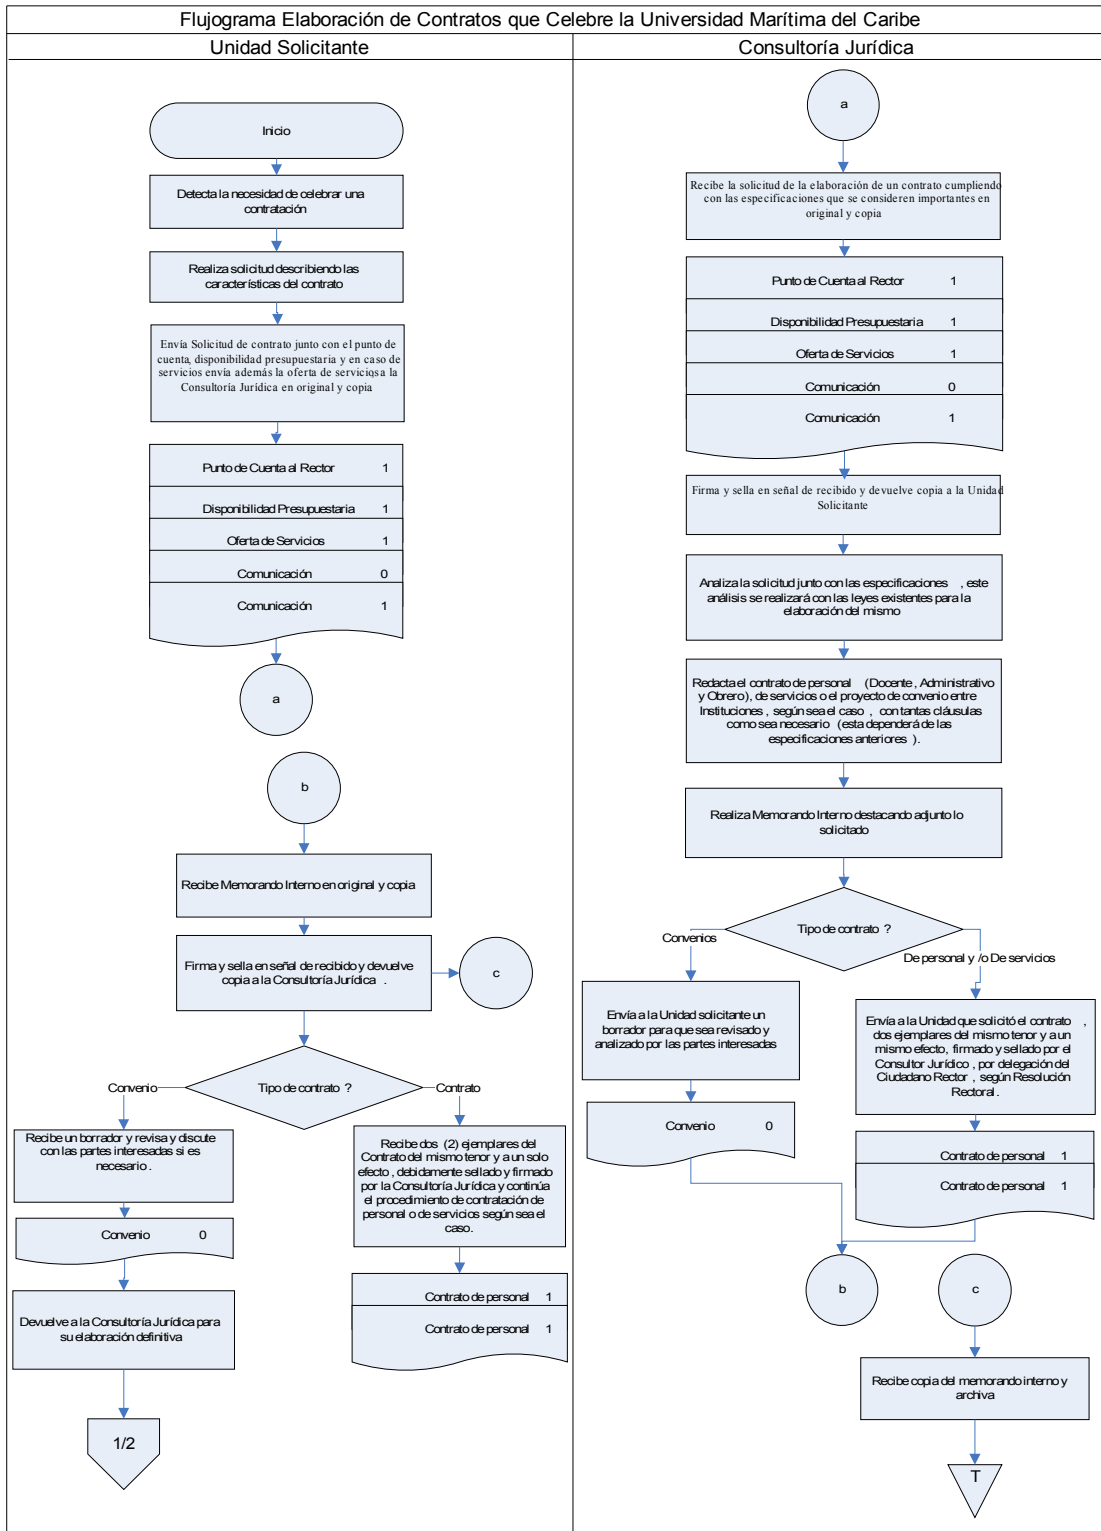 Flujograma Elaboración de Contratos que Celebre la Universidad Marítima del Caribe
Unidad Solicitante
Inicio
Detecta la necesidad de celebrar una
contratación
Realiza solicitud describiendo las
características del contrato
Envía Solicitud de contrato junto con el punto de
cuenta, disponibilidad presupuestaria y en caso de
servicios envía además la oferta de servicios, a la
Consultoría Jurídica en original y copia
Punto de Cuenta al Rector 1
Disponibilidad Presupuestaria 1
Oferta de Servicios 1
Comunicación 0
Comunicación 1
a
b
Recibe Memorando Interno en original y copia
Firma y sella en señal de recibido y devuelve
copia a la Consultoría Jurídica .
c
Tipo de contrato ?
Convenio
Contrato
Recibe un borrador y revisa y discute
con las partes interesadas si es
necesario .
Convenio 0
Devuelve a la Consultoría Jurídica para
su elaboración definitiva
1/2
Recibe dos (2) ejemplares del
Contrato del mismo tenor y a un solo
efecto , debidamente sellado y firmado
por la Consultoría Jurídica y continúa
el procedimiento de contratación de
personal o de servicios según sea el
caso.
Contrato de personal 1
Contrato de personal 1
Consultoría Jurídica
a
Recibe la solicitud de la elaboración de un contrato cumpliendo
con las especificaciones que se consideren importantes en
original y copia
Punto de Cuenta al Rector 1
Disponibilidad Presupuestaria 1
Oferta de Servicios 1
Comunicación 0
Comunicación 1
Firma y sella en señal de recibido y devuelve copia a la Unidad
Solicitante
Analiza la solicitud junto con las especificaciones , este
análisis se realizará con las leyes existentes para la
elaboración del mismo
Redacta el contrato de personal (Docente , Administrativo
y Obrero), de servicios o el proyecto de convenio entre
Instituciones , según sea el caso , con tantas cláusulas
como sea necesario (esta dependerá de las
especificaciones anteriores ).
Realiza Memorando Interno destacando adjunto lo
solicitado
Tipo de contrato ?
Convenios
De personal y /o De servicios
Envía a la Unidad solicitante un
borrador para que sea revisado y
analizado por las partes interesadas
Convenio 0
Envía a la Unidad que solicitó el contrato ,
dos ejemplares del mismo tenor y a un
mismo efecto, firmado y sellado por el
Consultor Jurídico , por delegación del
Ciudadano Rector , según Resolución
Rectoral .
Contrato de personal 1
Contrato de personal 1
b
c
Recibe copia del memorando interno y
archiva
T